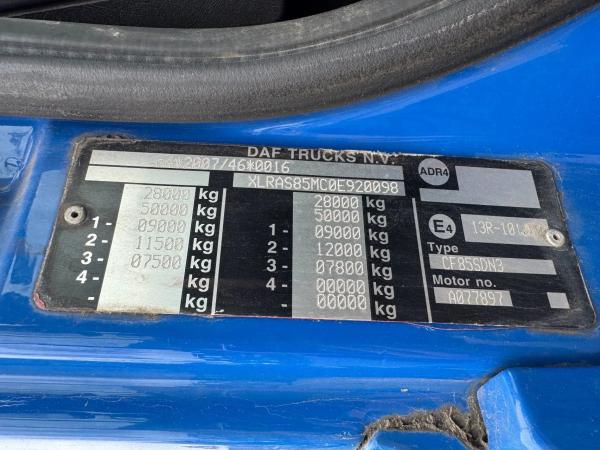 DAF TRUCKS N.V.
*2007/46*0016
XLRAS85MC0E920098
28000 kg
50000 kg
1 - 09000 kg
2 - 11500 kg
3 - 07500 kg
4 - kg
- kg
28000 kg
50000 kg
1 - 09000 kg
2 - 12000 kg
3 - 07800 kg
4 - 00000 kg
- 00000 kg
ADR4
E4 13R-10
Type
CF85SDN3
Motor no.
A077897